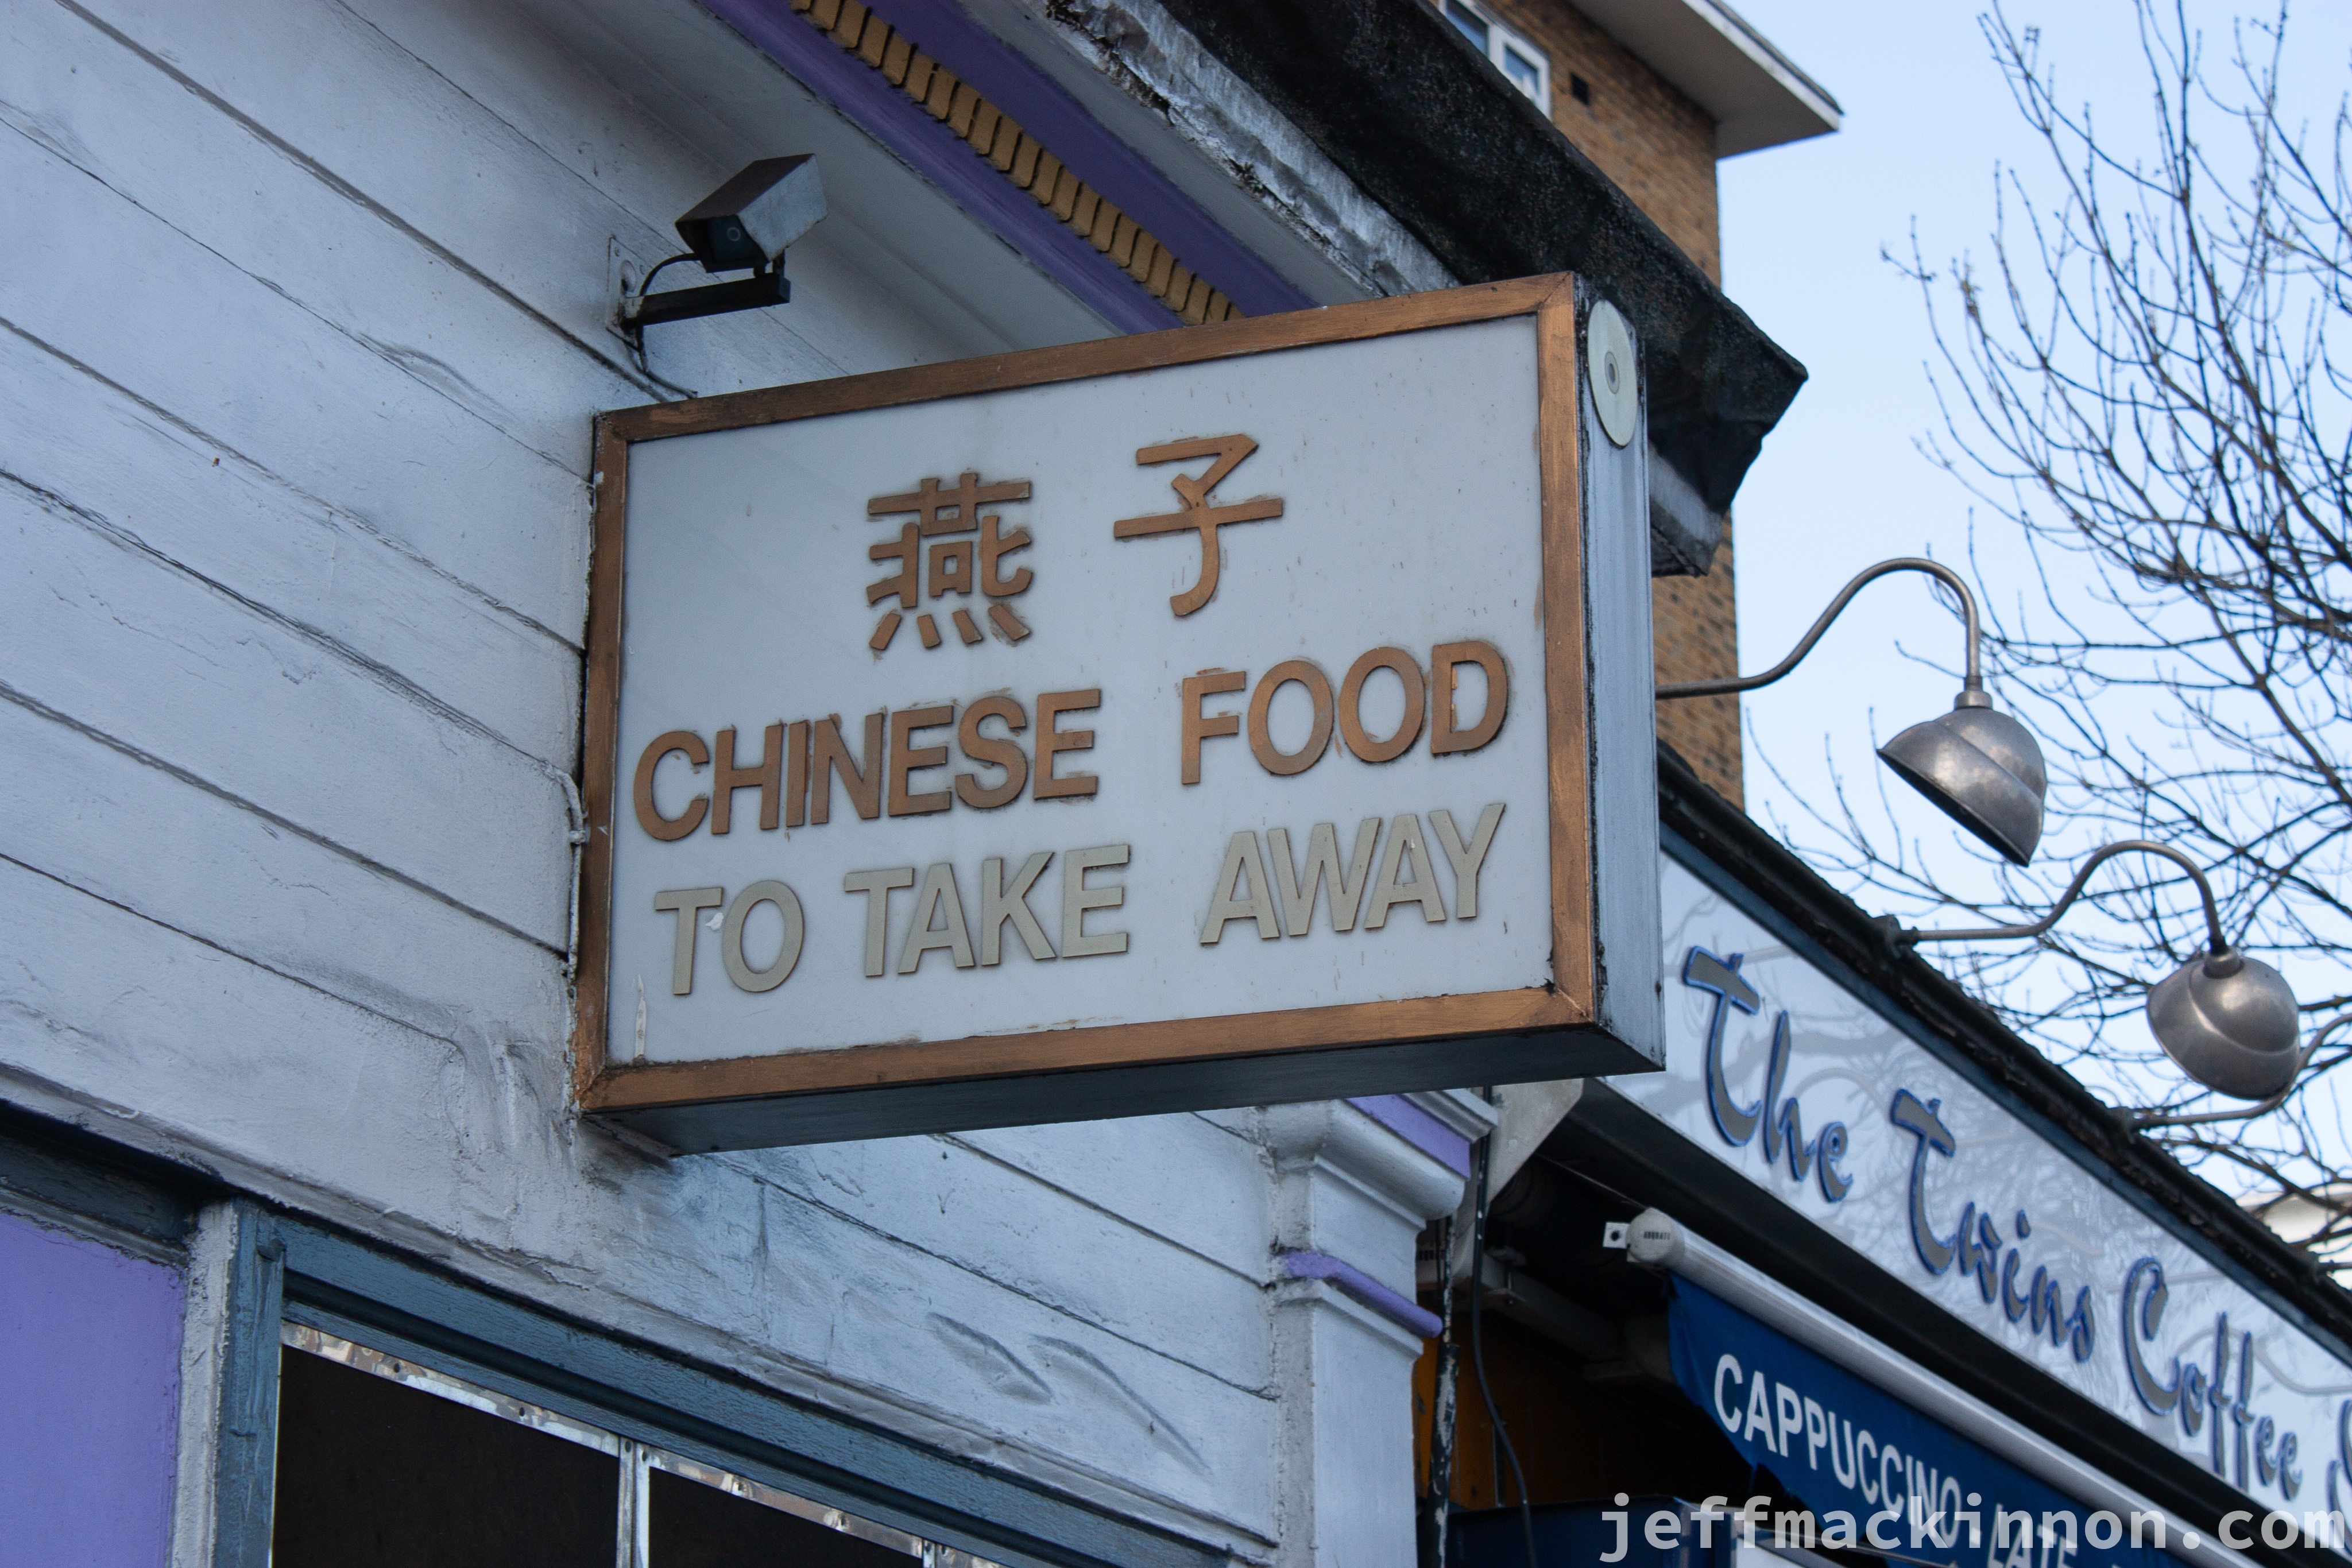 燕子
CHINESE FOOD
TO TAKE AWAY
The Twins Coffee
CAPPUCCINO
jeffmackinnon.com